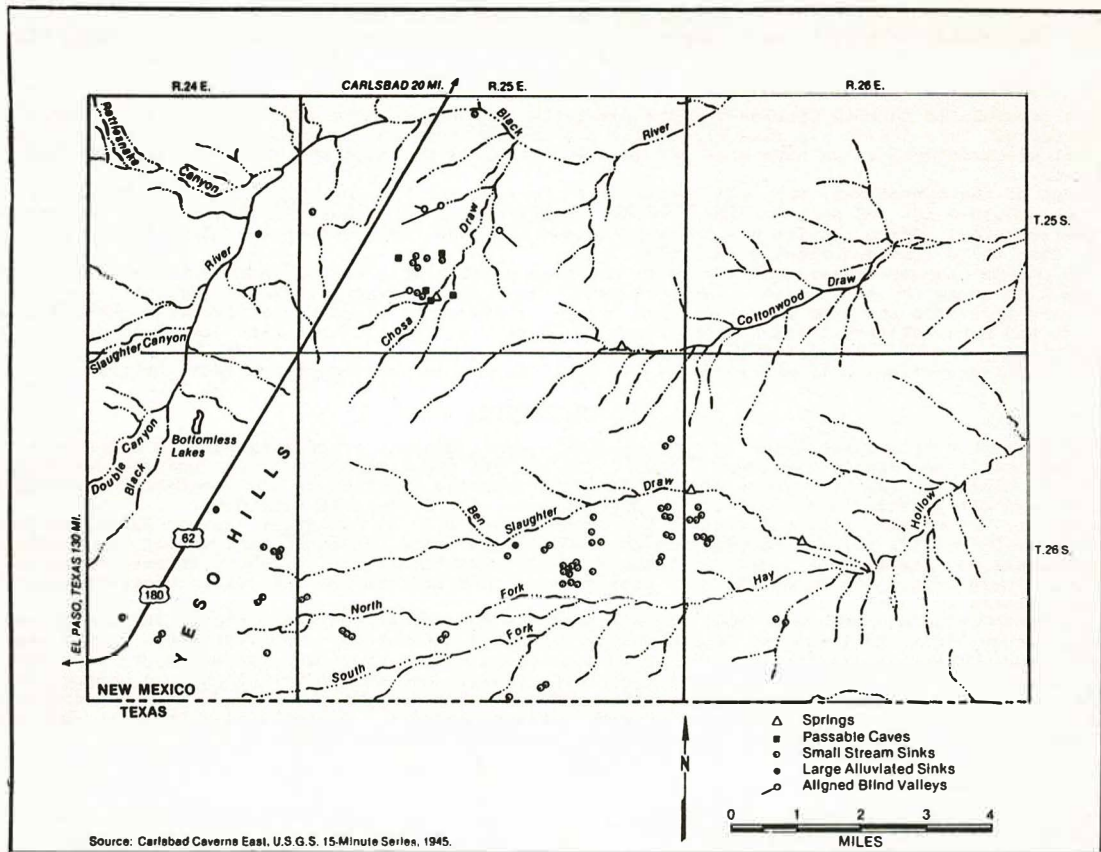 R.24 E.
CARLSBAD 20 MI.
R.25 E.
R.26 E.
Rattlesnake
Canyon
Black
River
River
T.25 S.
Draw
Chosa
Cottonwood
Draw
Slaughter Canyon
River
Double Canyon
Black
Bottomless
Lakes
YESO HILLS
62
180
EL PASO, TEXAS 130 MI.
Ben
Slaughter
Draw
Hollow
T.26 S.
Hay
North
Fork
South
Fork
NEW MEXICO
TEXAS
N
Springs
Passable Caves
Small Stream Sinks
Large Alluviated Sinks
Aligned Blind Valleys
0 1 2 3 4
MILES
Source: Carlsbad Caverns East, U.S.G.S. 15-Minute Series, 1945.